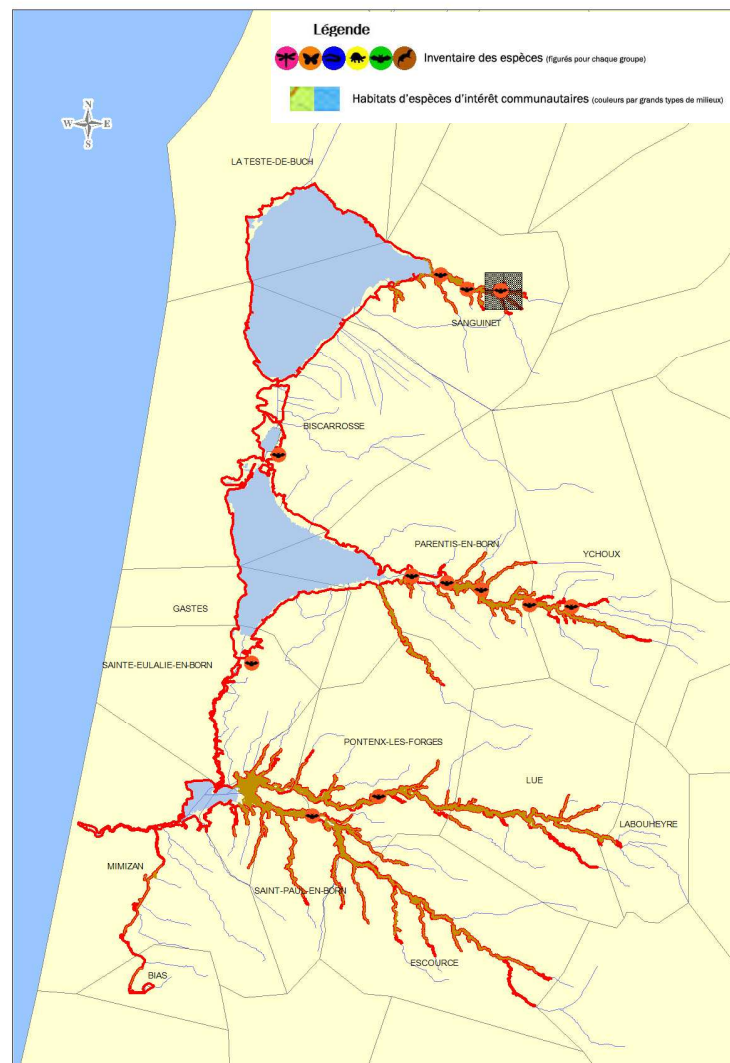 Légende
Inventaire des espèces (figurés pour chaque groupe)
Habitats d'espèces d'intérêt communautaires (couleurs par grands types de milieux)
N
W E
S
LA TESTE-DE-BUCH
SANGUINET
BISCARROSSE
PARENTIS-EN-BORN
YCHOUX
GASTES
SAINTE-EULALIE-EN-BORN
PONTENX-LES-FORGES
LUE
LABOUHEYRE
MIMIZAN
SAINT-PAUL-EN-BORN
ESCOURCE
BIAS